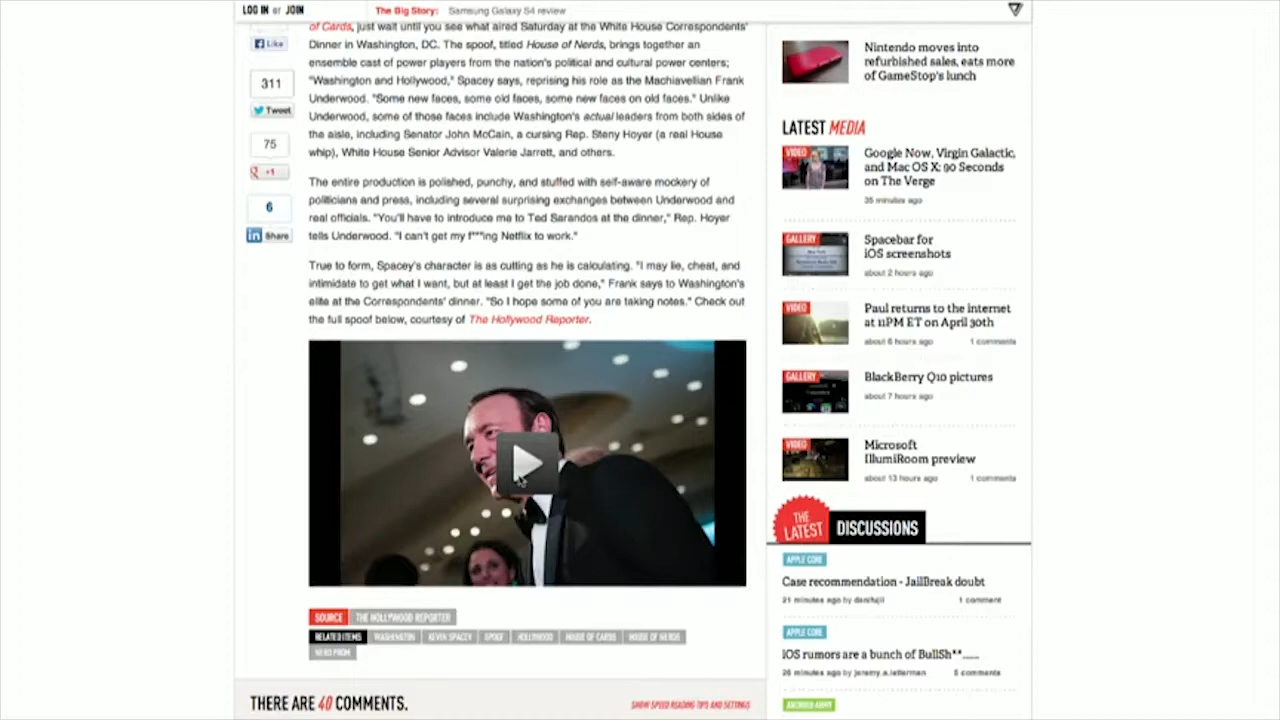 LOG IN or JOIN
The Big Story: Samsung Galaxy S4 review
Like
311
Tweet
75
+1
6
in Share
of Cards, just wait until you see what aired Saturday at the White House Correspondents'
Dinner in Washington, DC. The spoof, titled House of Nerds, brings together an
ensemble cast of power players from the nation's political and cultural power centers;
"Washington and Hollywood," Spacey says, reprising his role as the Machiavellian Frank
Underwood. "Some new faces, some old faces, some new faces on old faces." Unlike
Underwood, some of those faces include Washington's actual leaders from both sides of
the aisle, including Senator John McCain, a cursing Rep. Steny Hoyer (a real House
whip), White House Senior Advisor Valerie Jarrett, and others.
The entire production is polished, punchy, and stuffed with self-aware mockery of
politicians and press, including several surprising exchanges between Underwood and
real officials. "You'll have to introduce me to Ted Sarandos at the dinner," Rep. Hoyer
tells Underwood. "I can't get my f***ing Netflix to work."
True to form, Spacey's character is as cutting as he is calculating. "I may lie, cheat, and
intimidate to get what I want, but at least I get the job done," Frank says to Washington's
elite at the Correspondents' dinner. "So I hope some of you are taking notes." Check out
the full spoof below, courtesy of The Hollywood Reporter.
SOURCE THE HOLLYWOOD REPORTER
RELATED ITEMS WASHINGTON KEVIN SPACEY SPOOF HOLLYWOOD HOUSE OF CARDS HOUSE OF NERDS
NERD PROM
THERE ARE 40 COMMENTS.
SHOW SPEED READING TIPS AND SETTINGS
Nintendo moves into
refurbished sales, eats more
of GameStop's lunch
LATEST MEDIA
VIDEO
Google Now, Virgin Galactic,
and Mac OS X: 90 Seconds
on The Verge
35 minutes ago
GALLERY
Spacebar for
iOS screenshots
about 2 hours ago
VIDEO
Paul returns to the internet
at 11PM ET on April 30th
about 6 hours ago 1 comments
GALLERY
BlackBerry Q10 pictures
about 7 hours ago
VIDEO
Microsoft
IllumiRoom preview
about 13 hours ago 1 comments
THE
LATEST
DISCUSSIONS
APPLE CORE
Case recommendation - JailBreak doubt
21 minutes ago by danifuji 1 comment
APPLE CORE
iOS rumors are a bunch of BullSh**
26 minutes ago by 5 comments
ANDROID ARMY